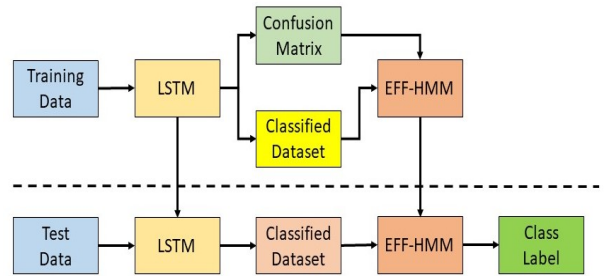 Confusion
Matrix
Training
Data
LSTM
EFF-HMM
Classified
Dataset
Test
Data
LSTM
Classified
Dataset
EFF-HMM
Class
Label